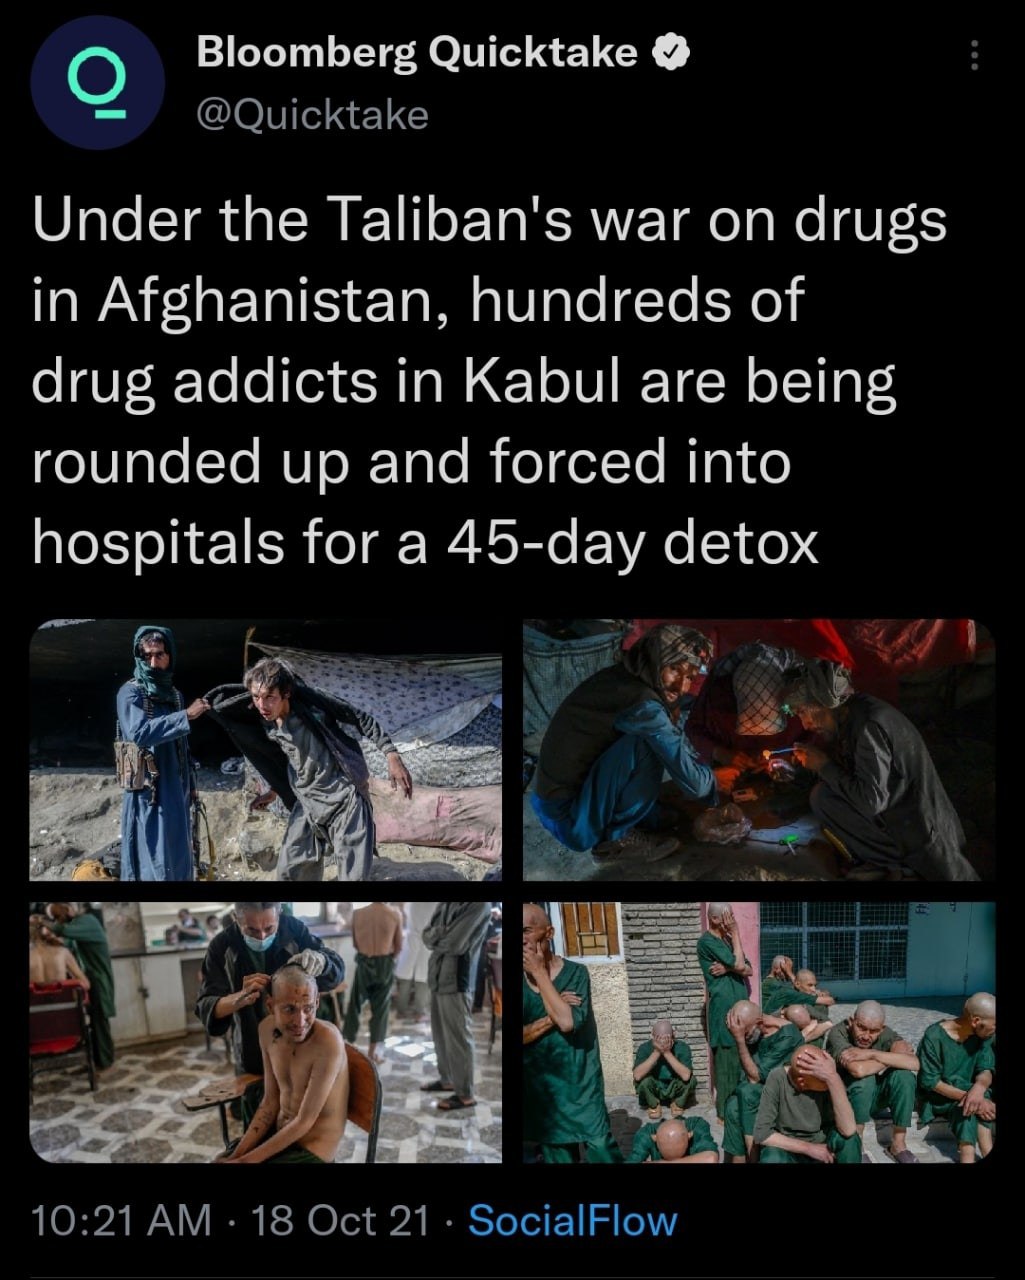 Bloomberg Quicktake
@Quicktake
Under the Taliban's war on drugs
in Afghanistan, hundreds of
drug addicts in Kabul are being
rounded up and forced into
hospitals for a 45-day detox
10:21 AM · 18 Oct 21 · SocialFlow